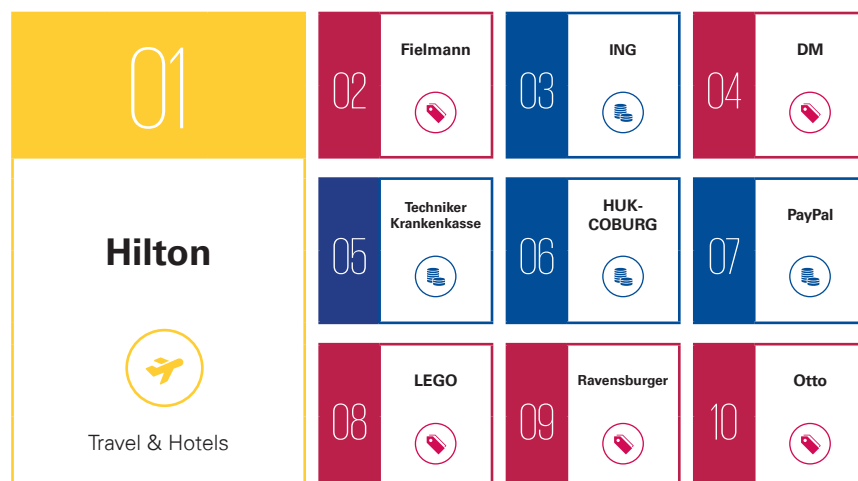 01
Hilton
Travel & Hotels
02
Fielmann
03
ING
04
DM
05
Techniker
Krankenkasse
06
HUK-
COBURG
07
PayPal
08
LEGO
09
Ravensburger
10
Otto